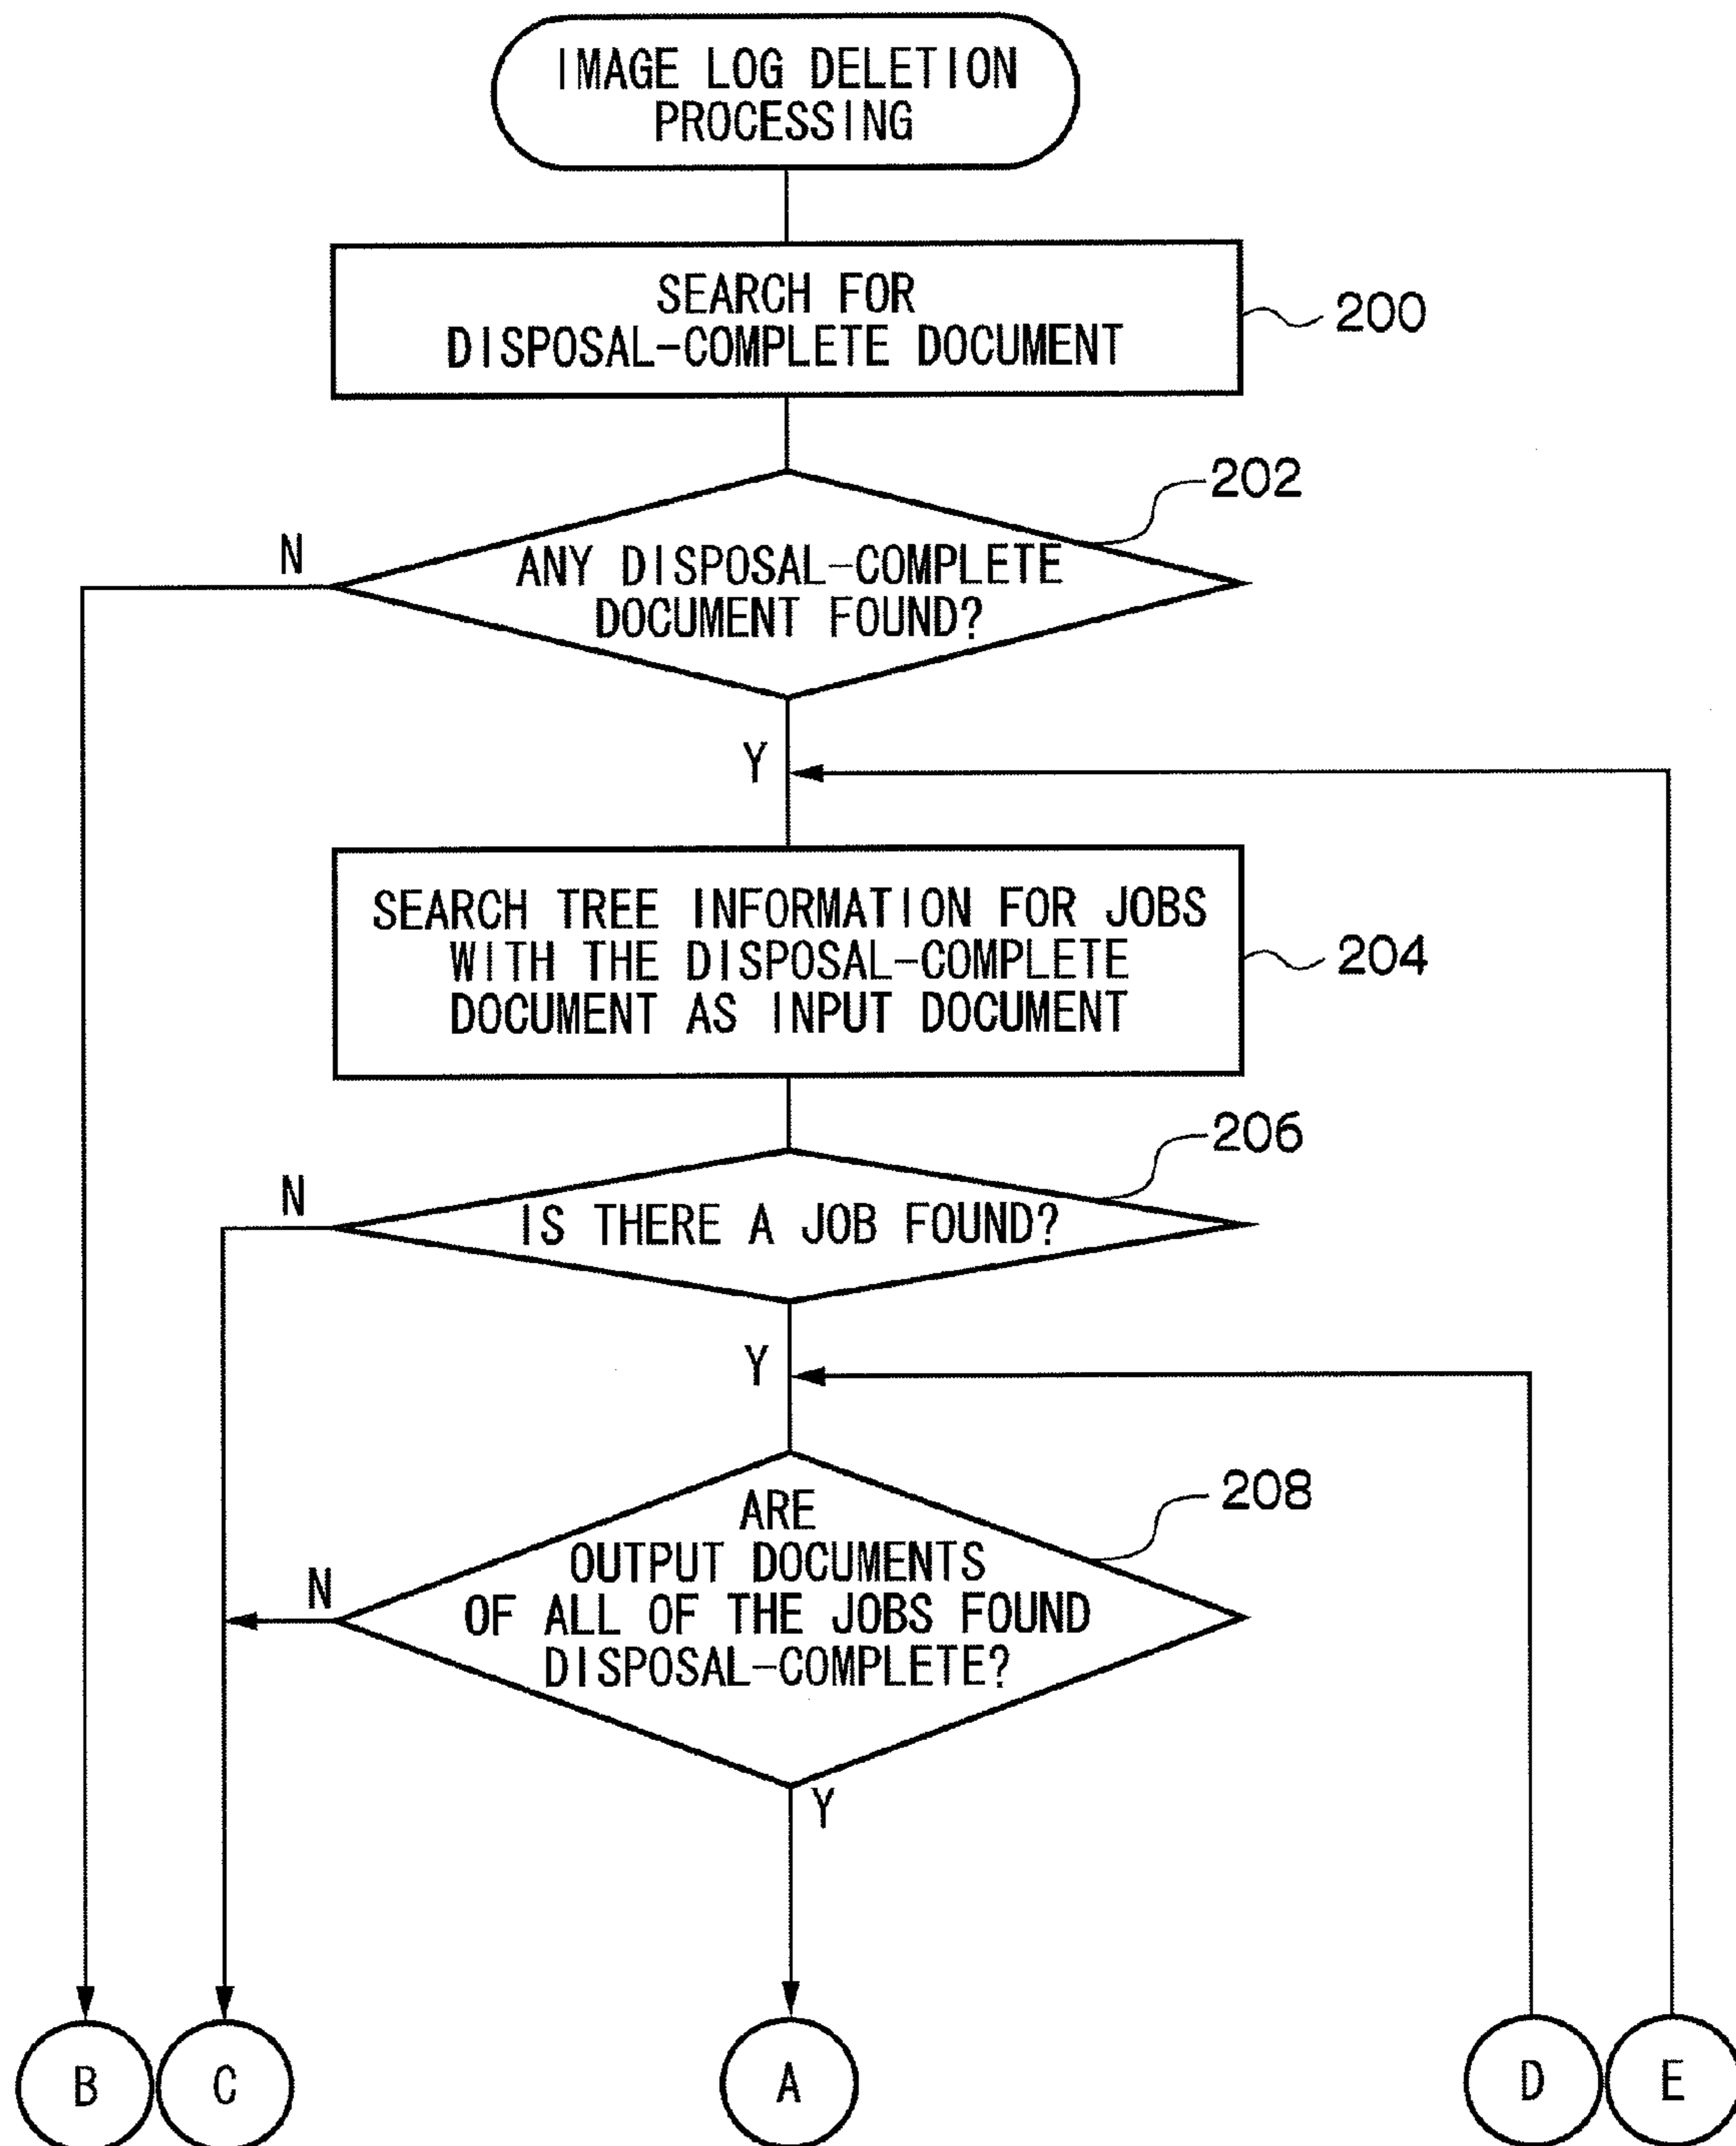 IMAGE LOG DELETION
PROCESSING
SEARCH FOR
DISPOSAL-COMPLETE DOCUMENT
200
202
N
ANY DISPOSAL-COMPLETE
DOCUMENT FOUND?
Y
SEARCH TREE INFORMATION FOR JOBS
WITH THE DISPOSAL-COMPLETE
DOCUMENT AS INPUT DOCUMENT
204
206
N
IS THERE A JOB FOUND?
Y
208
ARE
OUTPUT DOCUMENTS
OF ALL OF THE JOBS FOUND
DISPOSAL-COMPLETE?
N
Y
B
C
A
D
E